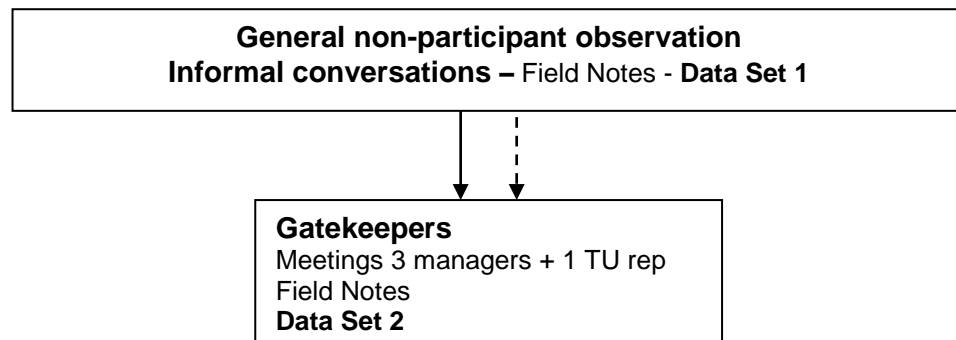 General non-participant observation
Informal conversations – Field Notes - Data Set 1
Gatekeepers
Meetings 3 managers + 1 TU rep
Field Notes
Data Set 2